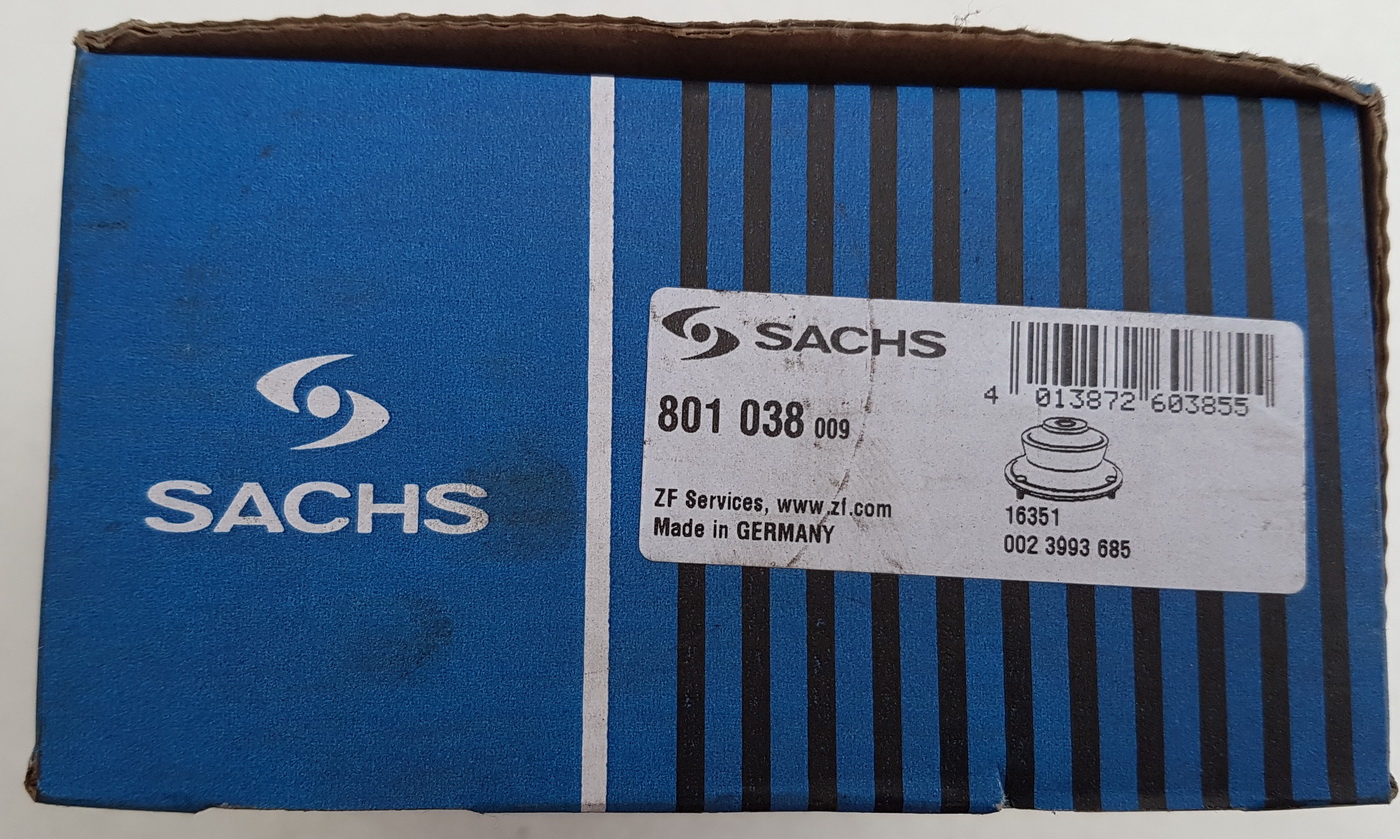 SACHS
SACHS
801 038 009
ZF Services, www.zf.com
Made in GERMANY
4 013872 603855
16351
002 3993 685